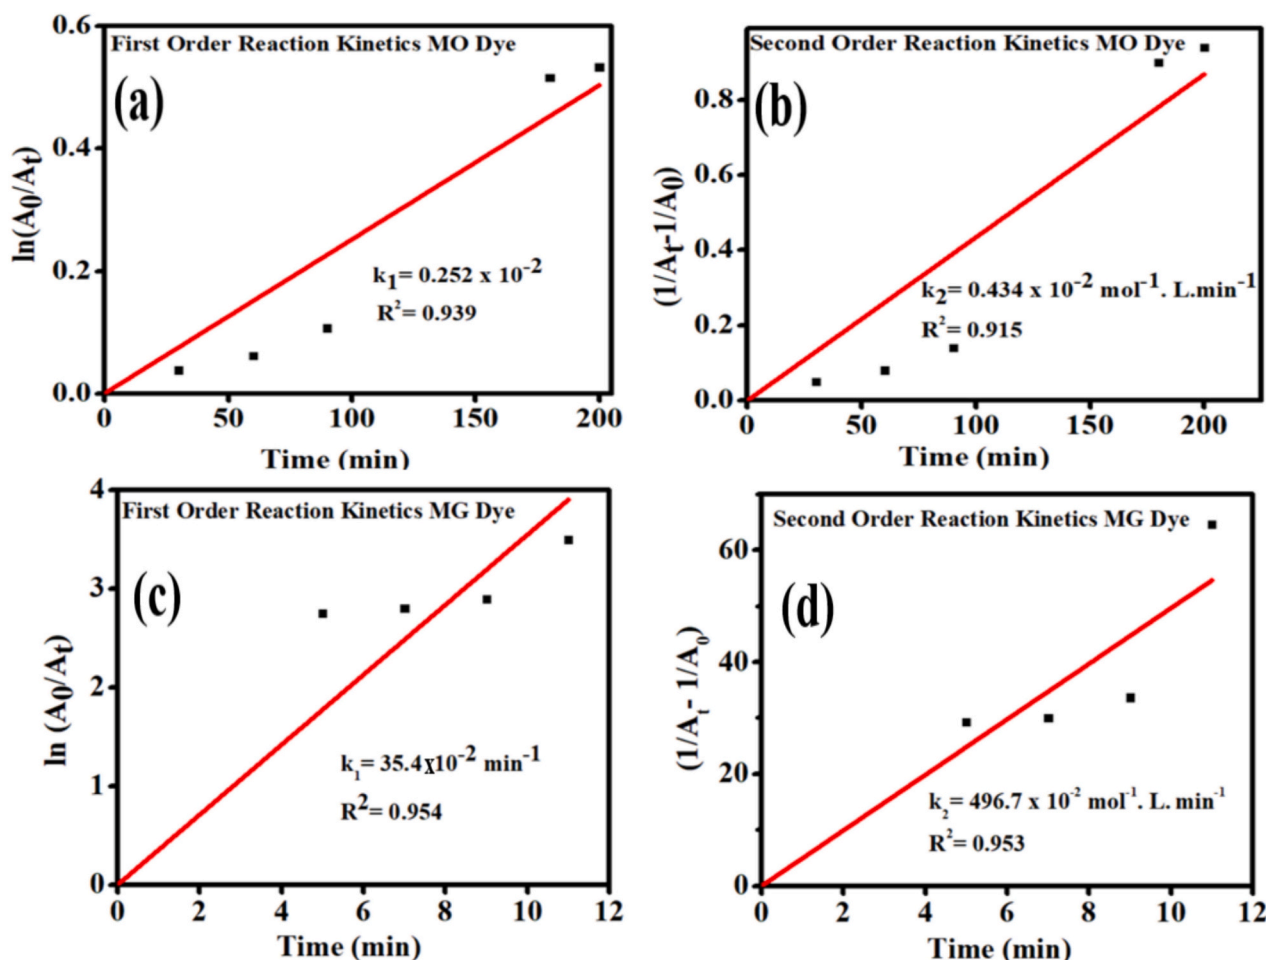 First Order Reaction Kinetics MO Dye
(a)
0.6
0.4
0.2
0.0
ln(A₀/Aₜ)
k₁= 0.252 x 10⁻²
R²= 0.939
0 50 100 150 200
Time (min)
Second Order Reaction Kinetics MO Dye
(b)
0.8
0.6
0.4
0.2
0.0
(1/Aₜ-1/A₀)
k₂= 0.434 x 10⁻² mol⁻¹. L.min⁻¹
R²= 0.915
0 50 100 150 200
Time (min)
First Order Reaction Kinetics MG Dye
(c)
4
3
2
1
0
ln (A₀/Aₜ)
k₁= 35.4x10⁻² min⁻¹
R²= 0.954
0 2 4 6 8 10 12
Time (min)
Second Order Reaction Kinetics MG Dye
(d)
60
40
20
0
(1/Aₜ- 1/A₀)
k₂= 496.7 x 10⁻² mol⁻¹. L. min⁻¹
R²= 0.953
0 2 4 6 8 10 12
Time (min)